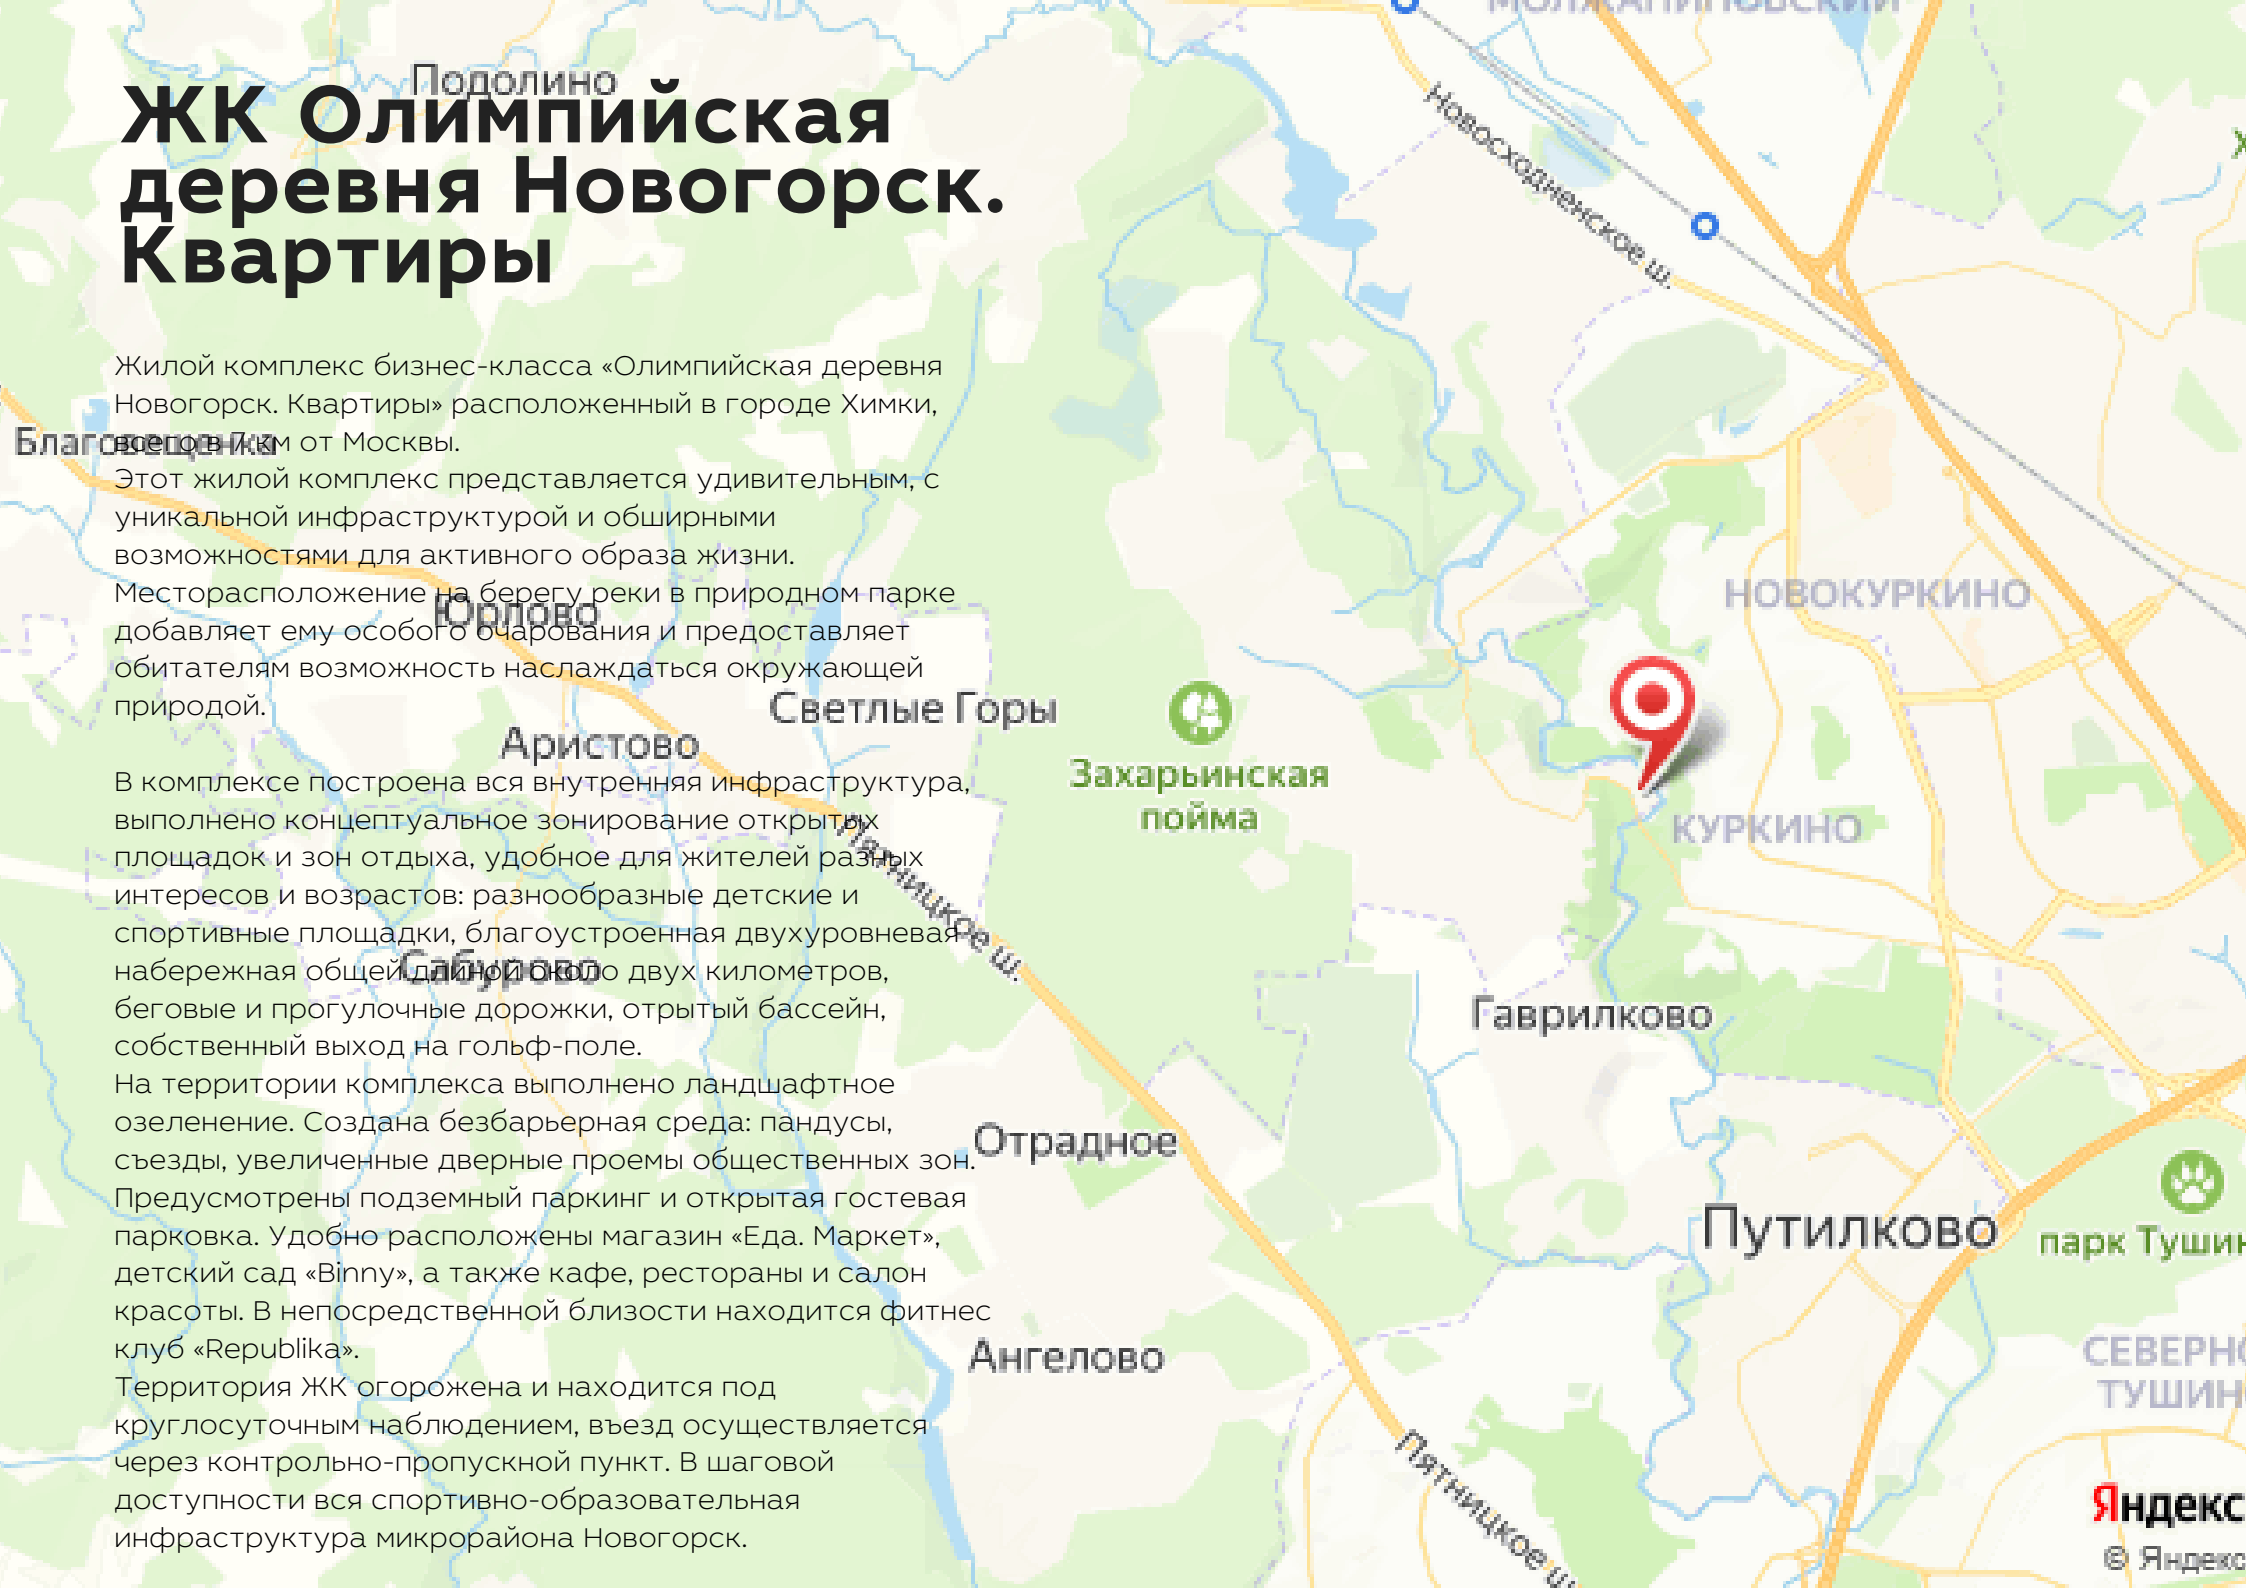 МОЛЖАНИНОВСКИЙ
Подолино
ЖК Олимпийская
деревня Новогорск.
Квартиры
Новосходненское ш.
Жилой комплекс бизнес-класса «Олимпийская деревня
Новогорск. Квартиры» расположенный в городе Химки,
Благовещенка
всего в 7 км от Москвы.
Этот жилой комплекс представляется удивительным, с
уникальной инфраструктурой и обширными
возможностями для активного образа жизни.
Месторасположение на берегу реки в природном парке
НОВОКУРКИНО
Юрлово
добавляет ему особого очарования и предоставляет
обитателям возможность наслаждаться окружающей
природой.
Светлые Горы
Аристово
Захарьинская
пойма
В комплексе построена вся внутренняя инфраструктура,
выполнено концептуальное зонирование открытых
КУРКИНО
площадок и зон отдыха, удобное для жителей разных
Пятницкое ш.
интересов и возрастов: разнообразные детские и
спортивные площадки, благоустроенная двухуровневая
Сабурово
набережная общей длиной около двух километров,
беговые и прогулочные дорожки, отрытый бассейн,
Гаврилково
собственный выход на гольф-поле.
На территории комплекса выполнено ландшафтное
озеленение. Создана безбарьерная среда: пандусы,
Отрадное
съезды, увеличенные дверные проемы общественных зон.
Предусмотрены подземный паркинг и открытая гостевая
Путилково
парк Тушин
парковка. Удобно расположены магазин «Еда. Маркет»,
детский сад «Binny», а также кафе, рестораны и салон
красоты. В непосредственной близости находится фитнес
клуб «Republika».
Ангелово
СЕВЕРНО
ТУШИН
Территория ЖК огорожена и находится под
круглосуточным наблюдением, въезд осуществляется
через контрольно-пропускной пункт. В шаговой
доступности вся спортивно-образовательная
инфраструктура микрорайона Новогорск.
Пятницкое ш.
Яндекс
© Яндекс